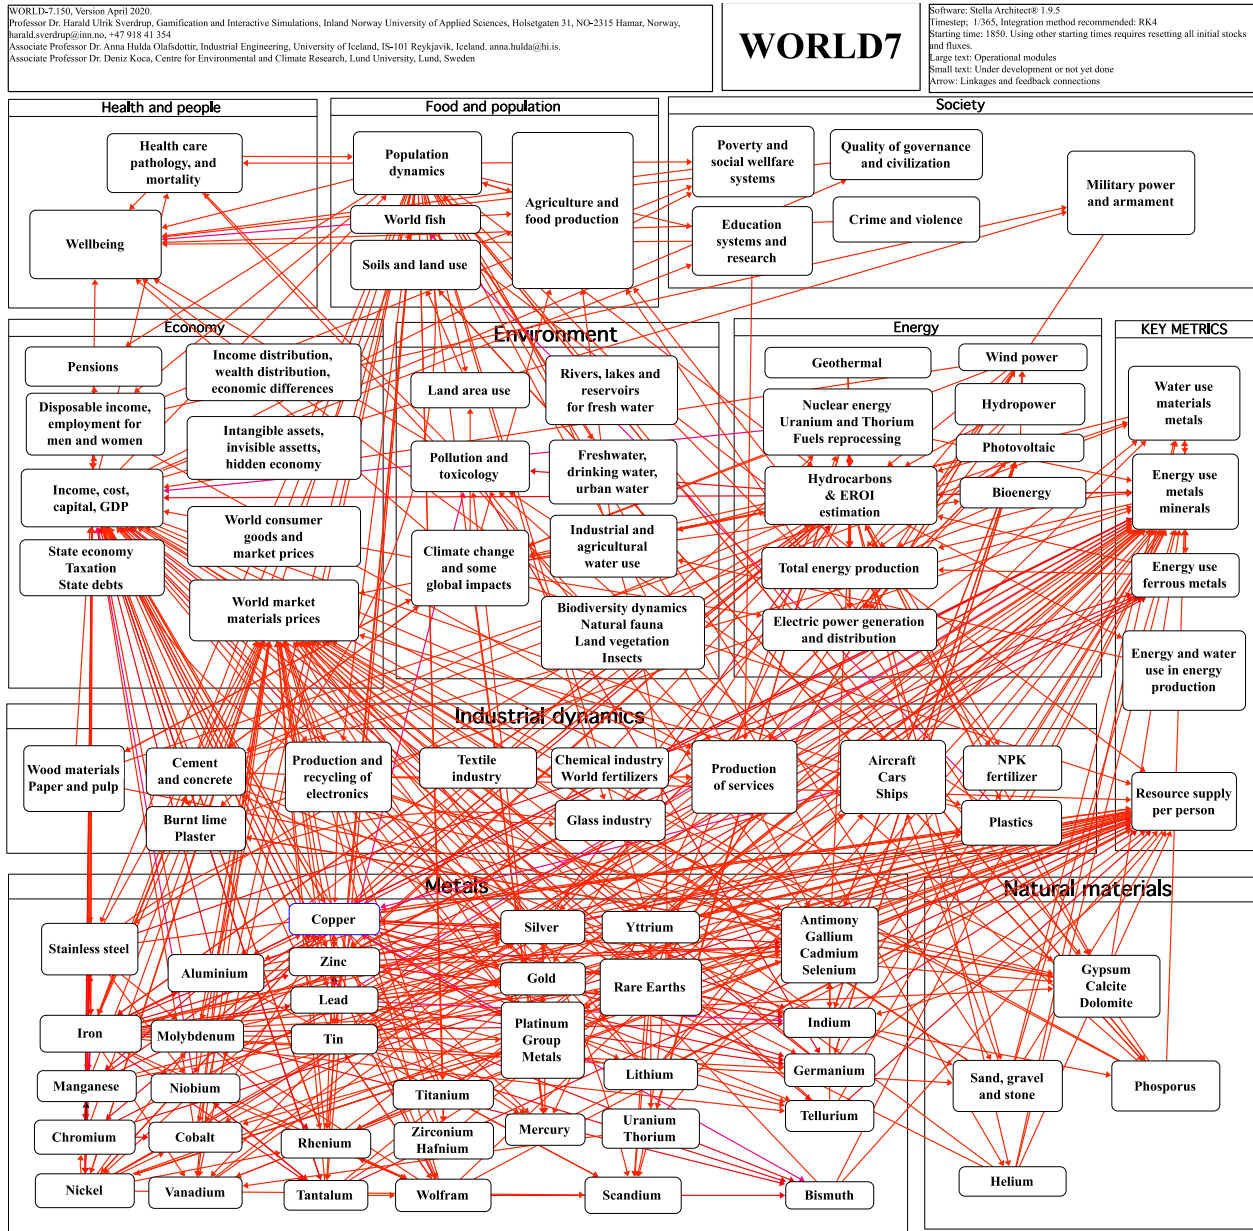 WORLD-7.150, Version April 2020.
Professor Dr. Harald Ulrik Sverdrup, Gamification and Interactive Simulations, Inland Norway University of Applied Sciences, Holsetgaten 31, NO-2315 Hamar, Norway,
harald.sverdrup@inn.no, +47 918 41 354
Associate Professor Dr. Anna Hulda Olafsdottir, Industrial Engineering, University of Iceland, IS-101 Reykjavik, Iceland. anna.hulda@hi.is.
Associate Professor Dr. Deniz Koca, Centre for Environmental and Climate Research, Lund University, Lund, Sweden
WORLD7
Software: Stella Architect® 1.9.5
Timestep; 1/365, Integration method recommended: RK4
Starting time: 1850. Using other starting times requires resetting all initial stocks
and fluxes.
Large text: Operational modules
Small text: Under development or not yet done
Arrow: Linkages and feedback connections
Health and people
Health care
pathology, and
mortality
Wellbeing
Food and population
Population
dynamics
World fish
Soils and land use
Agriculture and
food production
Society
Poverty and
social wellfare
systems
Quality of governance
and civilization
Education
systems and
research
Crime and violence
Military power
and armament
Economy
Pensions
Income distribution,
wealth distribution,
economic differences
Disposable income,
employment for
men and women
Intangible assets,
invisible assetts,
hidden economy
Income, cost,
capital, GDP
World consumer
goods and
market prices
State economy
Taxation
State debts
World market
materials prices
Environment
Land area use
Rivers, lakes and
reservoirs
for fresh water
Pollution and
toxicology
Freshwater,
drinking water,
urban water
Climate change
and some
global impacts
Industrial and
agricultural
water use
Biodiversity dynamics
Natural fauna
Land vegetation
Insects
Energy
Geothermal
Wind power
Nuclear energy
Uranium and Thorium
Fuels reprocessing
Hydropower
Photovoltaic
Hydrocarbons
& EROI
estimation
Bioenergy
Total energy production
Electric power generation
and distribution
KEY METRICS
Water use
materials
metals
Energy use
metals
minerals
Energy use
ferrous metals
Energy and water
use in energy
production
Resource supply
per person
Industrial dynamics
Wood materials
Paper and pulp
Cement
and concrete
Burnt lime
Plaster
Production and
recycling of
electronics
Textile
industry
Chemical industry
World fertilizers
Glass industry
Production
of services
Aircraft
Cars
Ships
NPK
fertilizer
Plastics
Metals
Copper
Silver
Yttrium
Antimony
Gallium
Cadmium
Selenium
Stainless steel
Aluminium
Zinc
Gold
Rare Earths
Lead
Iron
Molybdenum
Tin
Platinum
Group
Metals
Indium
Manganese
Niobium
Titanium
Lithium
Germanium
Tellurium
Chromium
Cobalt
Rhenium
Zirconium
Hafnium
Mercury
Uranium
Thorium
Nickel
Vanadium
Tantalum
Wolfram
Scandium
Bismuth
Natural materials
Gypsum
Calcite
Dolomite
Sand, gravel
and stone
Phosporus
Helium